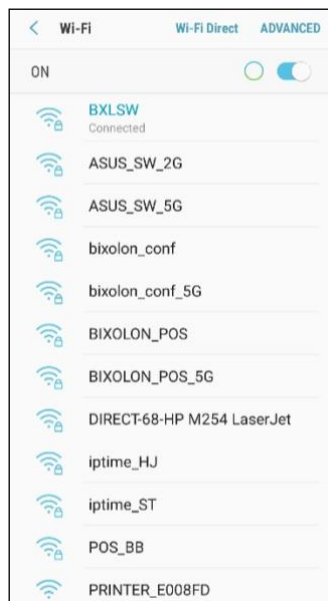 < Wi-Fi Wi-Fi Direct ADVANCED
ON
BXLSW
Connected
ASUS_SW_2G
ASUS_SW_5G
bixolon_conf
bixolon_conf_5G
BIXOLON_POS
BIXOLON_POS_5G
DIRECT-68-HP M254 LaserJet
iptime_HJ
iptime_ST
POS_BB
PRINTER_E008FD